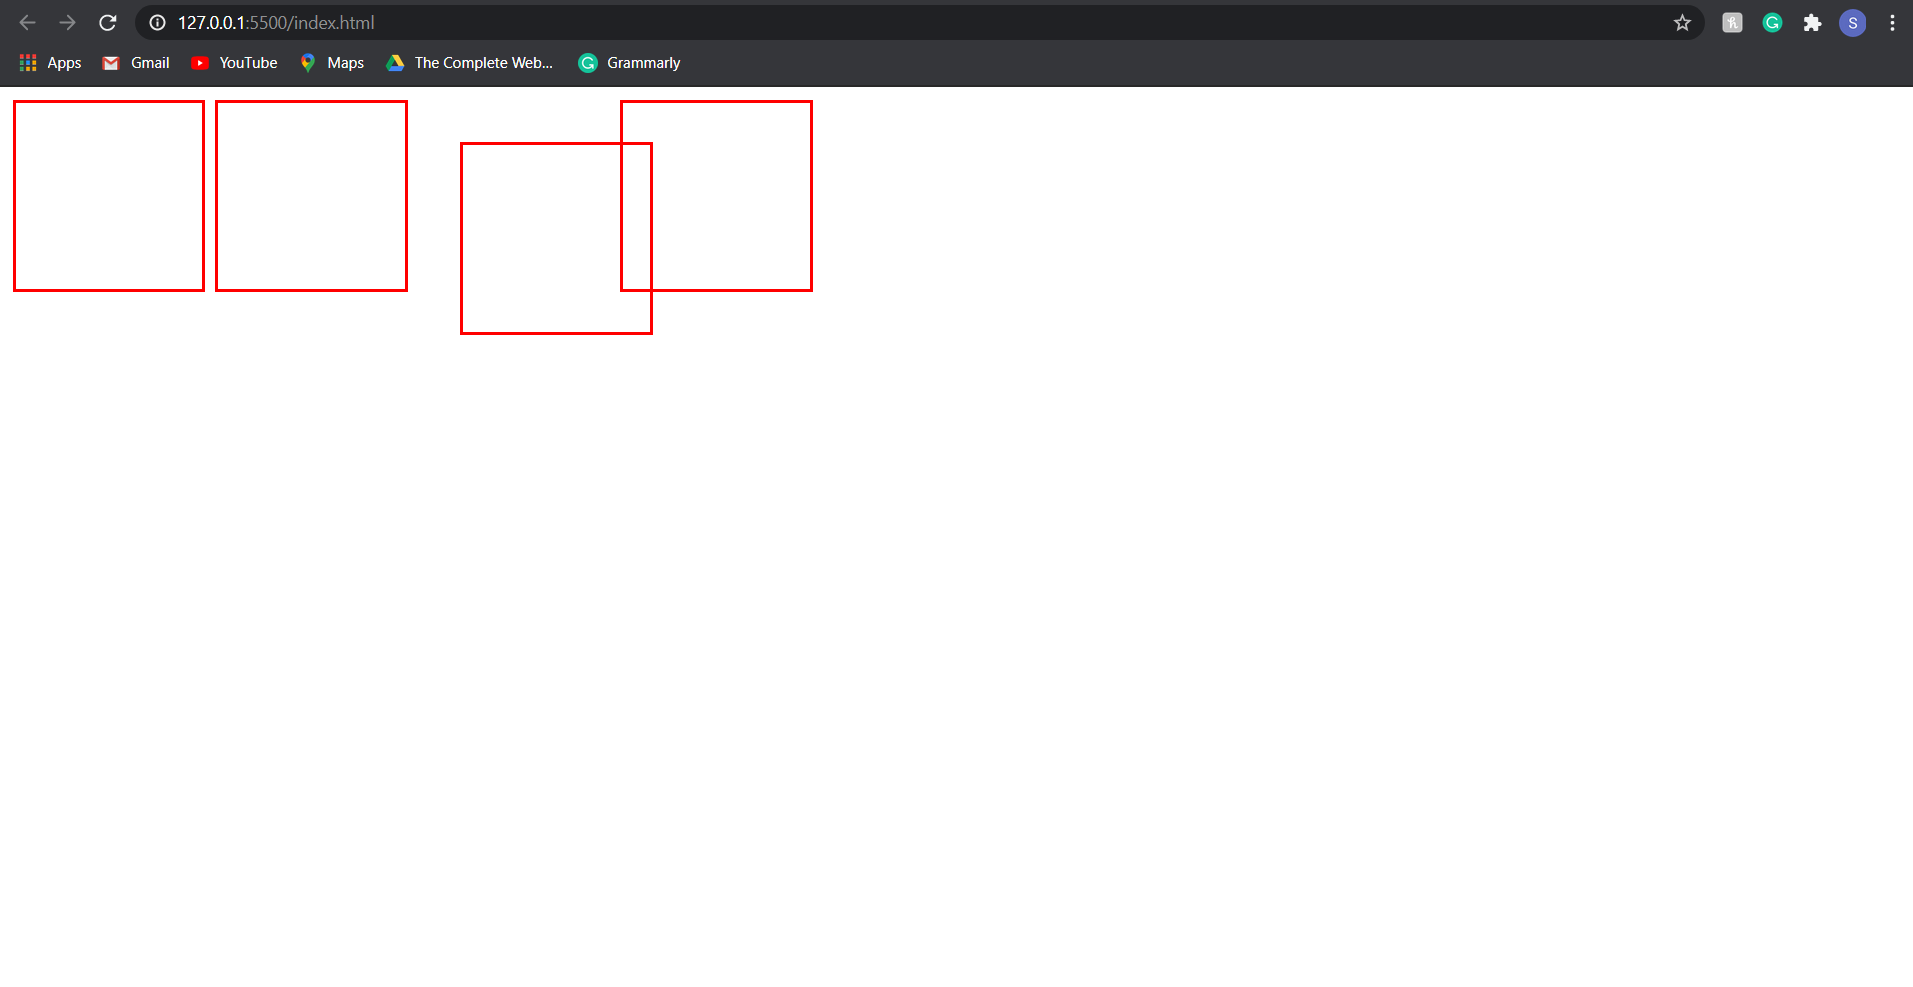 127.0.0.1:5500/index.html
S
Apps Gmail YouTube Maps The Complete Web... Grammarly